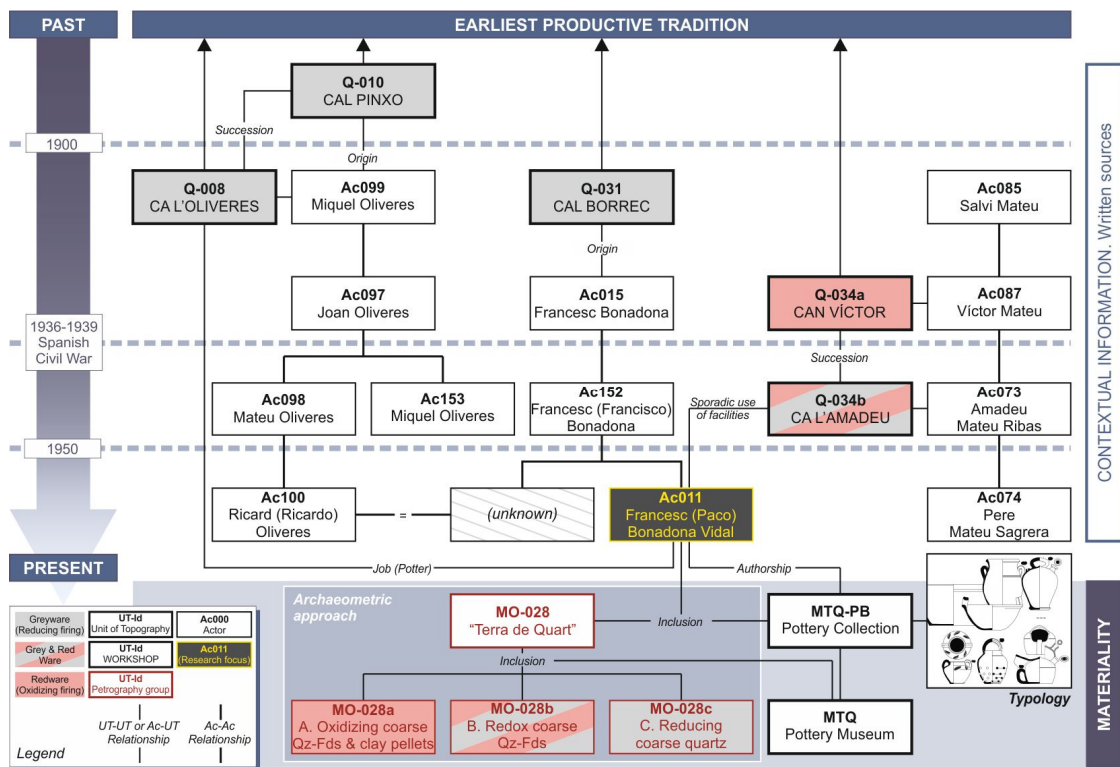 PAST
EARLIEST PRODUCTIVE TRADITION
Q-010
CAL PINXO
Succession
1900
Origin
Q-008
CA L'OLIVERES
Ac099
Miquel Oliveres
Q-031
CAL BORREC
Ac085
Salvi Mateu
Origin
Ac097
Joan Oliveres
Ac015
Francesc Bonadona
Q-034a
CAN VÍCTOR
Ac087
Víctor Mateu
1936-1939
Spanish
Civil War
Succession
Ac098
Mateu Oliveres
Ac153
Miquel Oliveres
Ac152
Francesc (Francisco)
Bonadona
Sporadic use
of facilities
Q-034b
CA L'AMADEU
Ac073
Amadeu
Mateu Ribas
1950
Ac100
Ricard (Ricardo)
Oliveres
=
(unknown)
Ac011
Francesc (Paco)
Bonadona Vidal
Ac074
Pere
Mateu Sagrera
CONTEXTUAL INFORMATION. Written sources
PRESENT
Job (Potter)
Authorship
Archaeometric
approach
MO-028
"Terra de Quart"
Inclusion
MTQ-PB
Pottery Collection
Inclusion
MO-028a
A. Oxidizing coarse
Qz-Fds & clay pellets
MO-028b
B. Redox coarse
Qz-Fds
MO-028c
C. Reducing
coarse quartz
MTQ
Pottery Museum
Typology
MATERIALITY
Greyware
(Reducing firing)
UT-Id
Unit of Topography
Ac000
Actor
Grey & Red
Ware
UT-Id
WORKSHOP
Ac011
(Research focus)
Redware
(Oxidizing firing)
UT-Id
Petrography group
UT-UT or Ac-UT
Relationship
Ac-Ac
Relationship
Legend